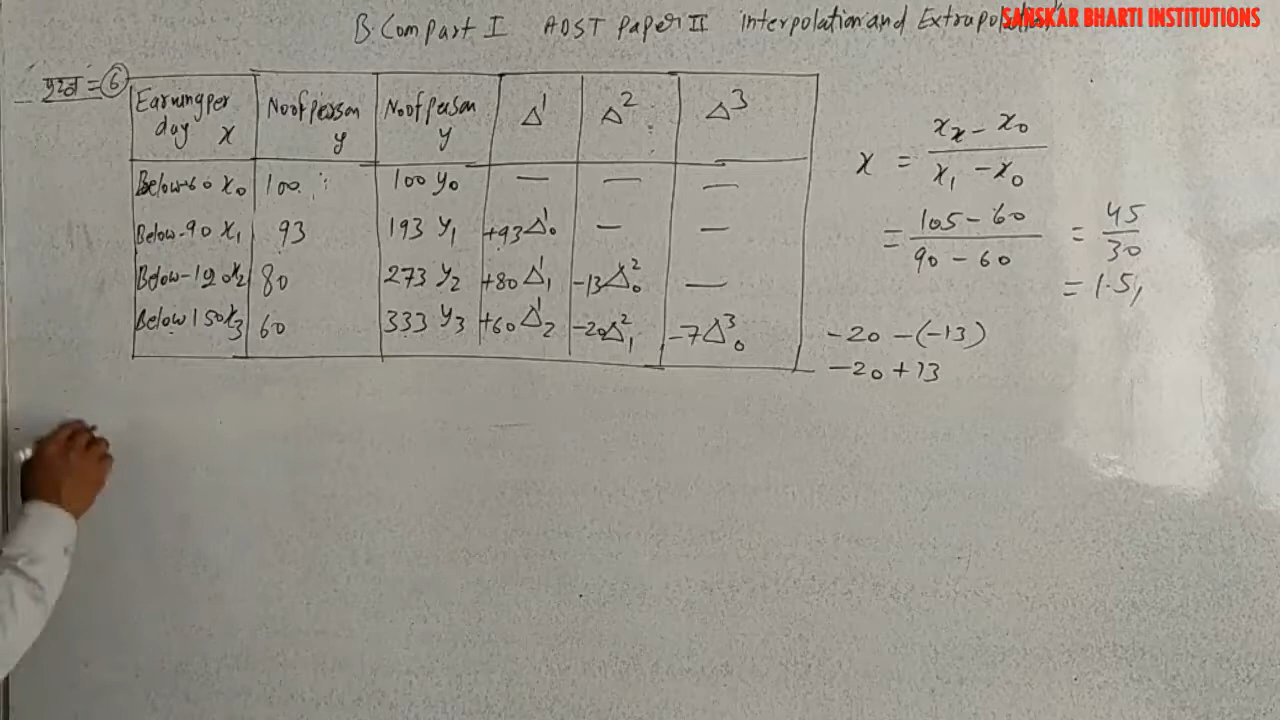 B.Com part I AOST Paper II Interpolation and Extrapolation
SANSKAR BHARTI INSTITUTIONS
प्रश्न = 6
Earning per day x | No of person y | No of person y | Δ¹ | Δ² | Δ³
Below-60 x₀ | 100 | 100 y₀ | — | — | —
Below-90 x₁ | 93 | 193 y₁ | +93 Δ¹₀ | — | —
Below-120 x₂ | 80 | 273 y₂ | +80 Δ¹₁ | -13 Δ²₀ | —
Below 150 x₃ | 60 | 333 y₃ | +60 Δ¹₂ | -20 Δ²₁ | -7 Δ³₀
x = (xₓ - x₀) / (x₁ - x₀)
= (105 - 60) / (90 - 60) = 45 / 30
= 1.5,
-20 - (-13)
-20 + 13